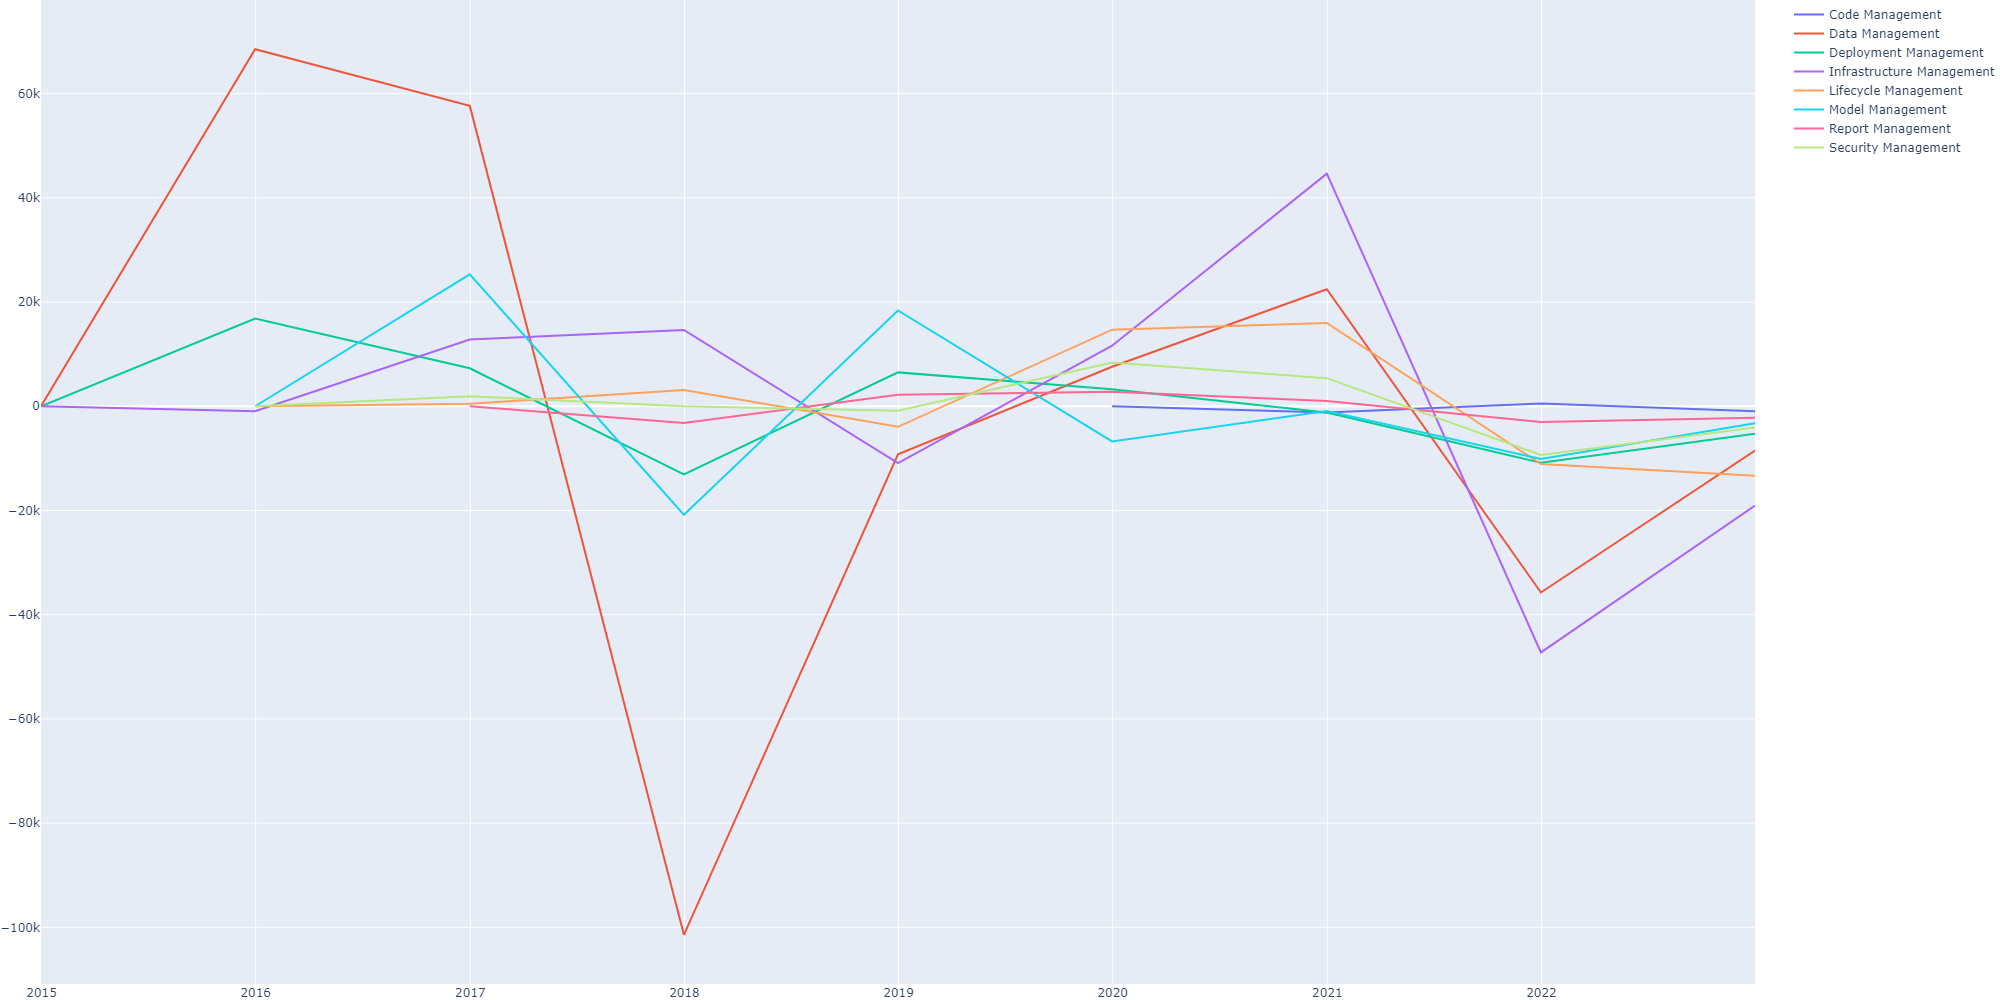 Code Management
Data Management
Deployment Management
Infrastructure Management
Lifecycle Management
Model Management
Report Management
Security Management
60k
40k
20k
0
−20k
−40k
−60k
−80k
−100k
2015 2016 2017 2018 2019 2020 2021 2022